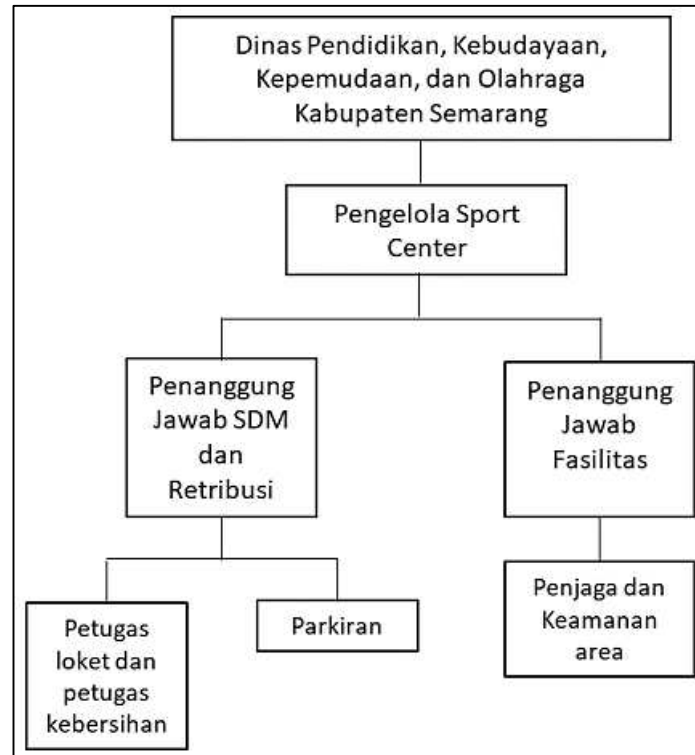 Dinas Pendidikan, Kebudayaan,
Kepemudaan, dan Olahraga
Kabupaten Semarang
Pengelola Sport
Center
Penanggung
Jawab SDM
dan
Retribusi
Penanggung
Jawab
Fasilitas
Petugas
loket dan
petugas
kebersihan
Parkiran
Penjaga dan
Keamanan
area